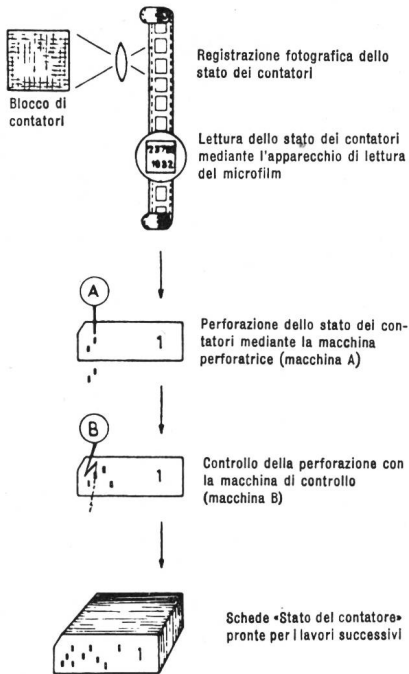 Registrazione fotografica dello
stato dei contatori
Blocco di
contatori
Lettura dello stato dei contatori
mediante l'apparecchio di lettura
del microfilm
A
1
Perforazione dello stato dei con-
tatori mediante la macchina
perforatrice (macchina A)
B
1
Controllo della perforazione con
la macchina di controllo
(macchina B)
1
Schede «Stato del contatore»
pronte per i lavori successivi